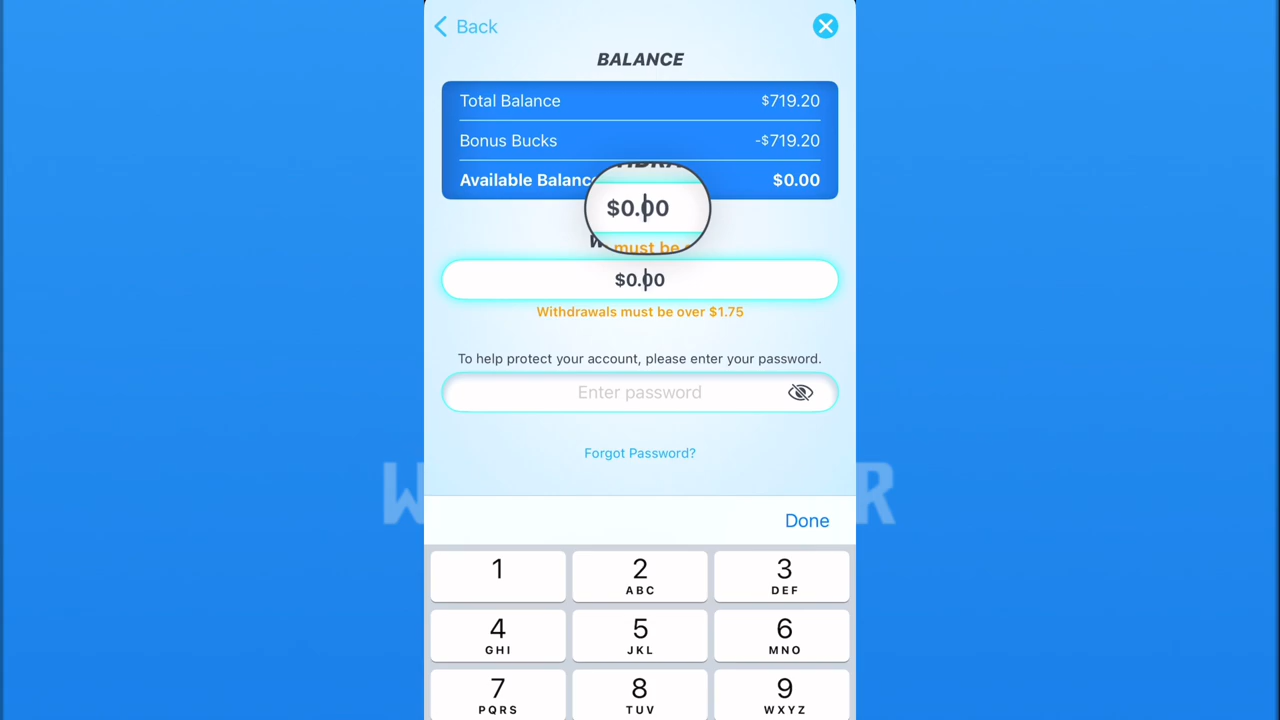 Back
BALANCE
Total Balance $719.20
Bonus Bucks -$719.20
Available Balance $0.00
$0.00
must be
$0.00
Withdrawals must be over $1.75
To help protect your account, please enter your password.
Enter password
Forgot Password?
Done
1 2 3
ABC DEF
4 5 6
GHI JKL MNO
7 8 9
PQRS TUV WXYZ